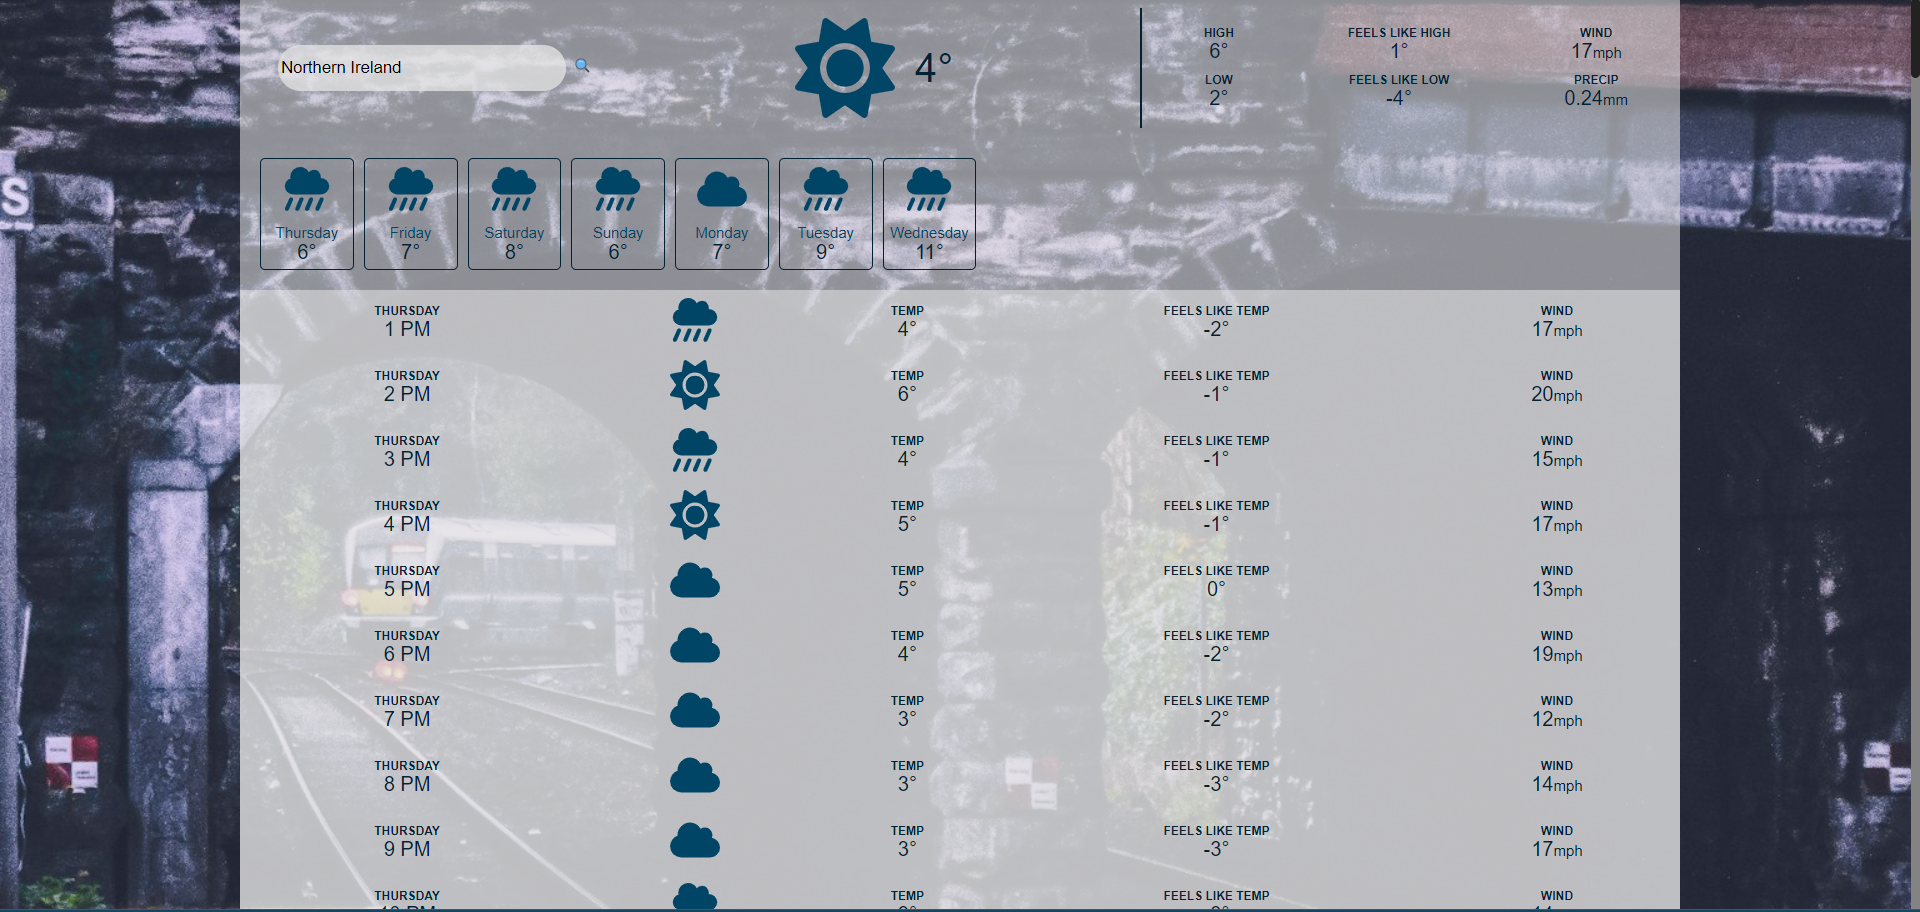 Northern Ireland
4°
HIGH
6°
FEELS LIKE HIGH
1°
WIND
17mph
LOW
2°
FEELS LIKE LOW
-4°
PRECIP
0.24mm
S
Thursday
6°
Friday
7°
Saturday
8°
Sunday
6°
Monday
7°
Tuesday
9°
Wednesday
11°
THURSDAY
1 PM
TEMP
4°
FEELS LIKE TEMP
-2°
WIND
17mph
THURSDAY
2 PM
TEMP
6°
FEELS LIKE TEMP
-1°
WIND
20mph
THURSDAY
3 PM
TEMP
4°
FEELS LIKE TEMP
-1°
WIND
15mph
THURSDAY
4 PM
TEMP
5°
FEELS LIKE TEMP
-1°
WIND
17mph
THURSDAY
5 PM
TEMP
5°
FEELS LIKE TEMP
0°
WIND
13mph
THURSDAY
6 PM
TEMP
4°
FEELS LIKE TEMP
-2°
WIND
19mph
THURSDAY
7 PM
TEMP
3°
FEELS LIKE TEMP
-2°
WIND
12mph
THURSDAY
8 PM
TEMP
3°
FEELS LIKE TEMP
-3°
WIND
14mph
THURSDAY
9 PM
TEMP
3°
FEELS LIKE TEMP
-3°
WIND
17mph
THURSDAY
TEMP
FEELS LIKE TEMP
WIND